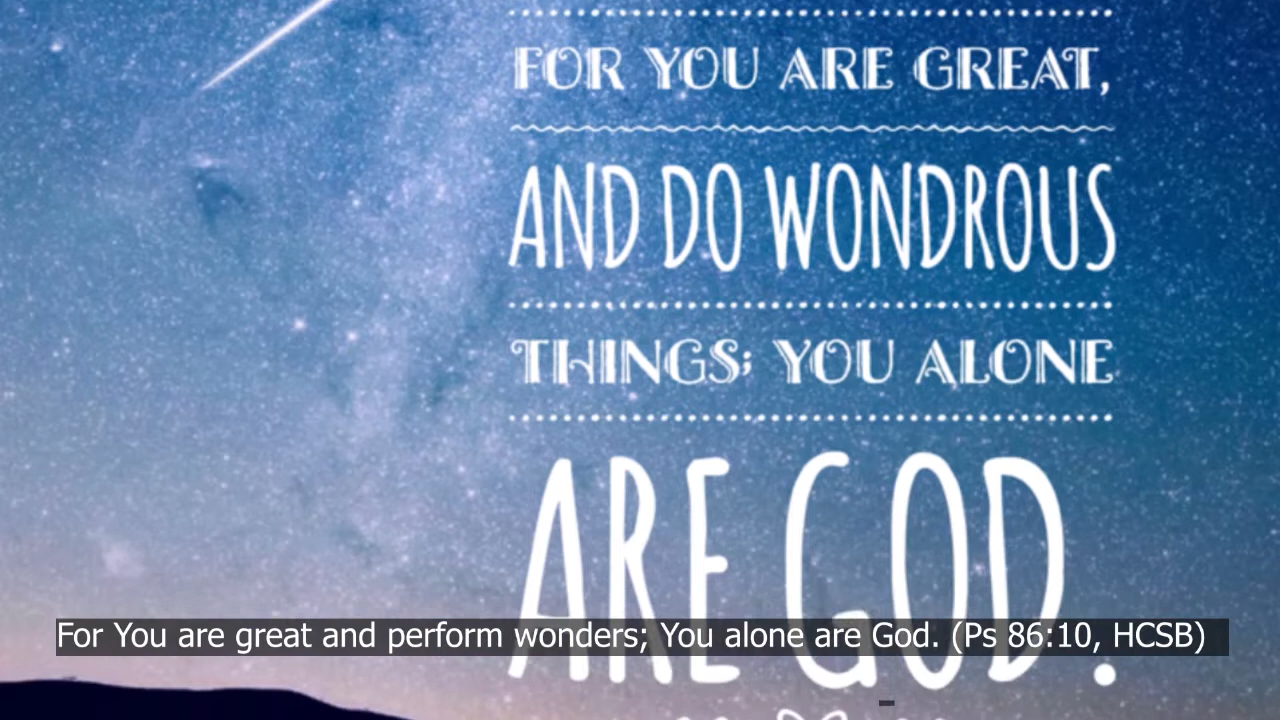 FOR YOU ARE GREAT,
AND DO WONDROUS
THINGS; YOU ALONE
ARE GOD.
For You are great and perform wonders; You alone are God. (Ps 86:10, HCSB)